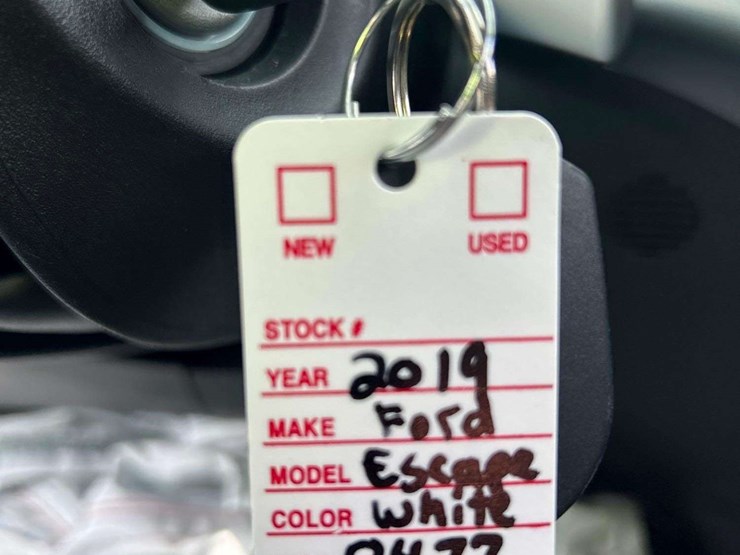 NEW USED
STOCK #
YEAR 2019
MAKE Ford
MODEL Escape
COLOR white